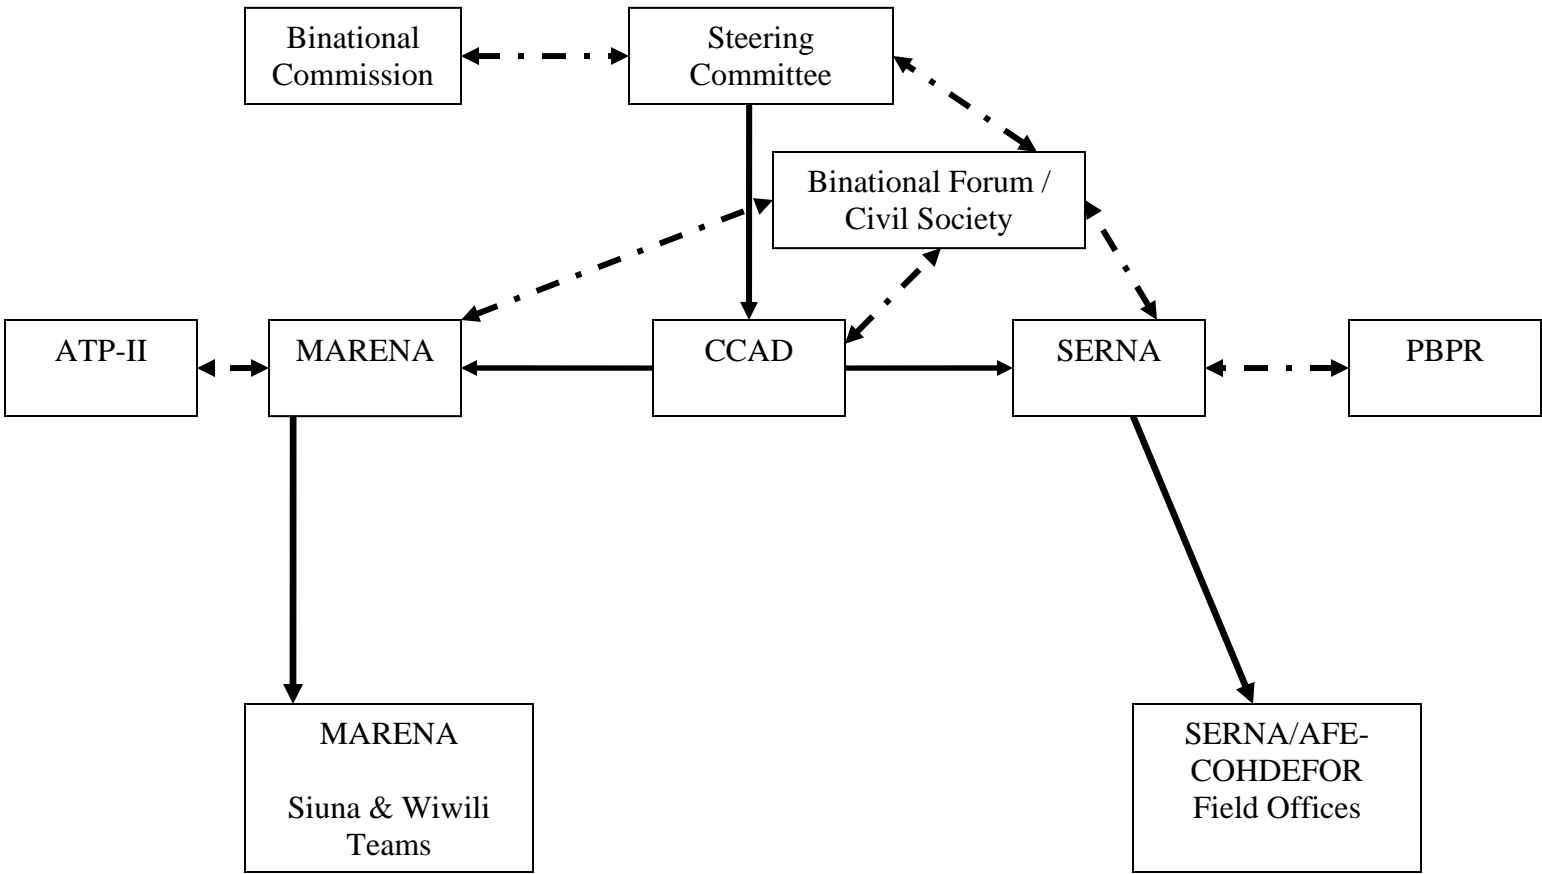 Binational
Commission
Steering
Committee
Binational Forum /
Civil Society
ATP-II
MARENA
CCAD
SERNA
PBPR
MARENA
Siuna & Wiwili
Teams
SERNA/AFE-
COHDEFOR
Field Offices